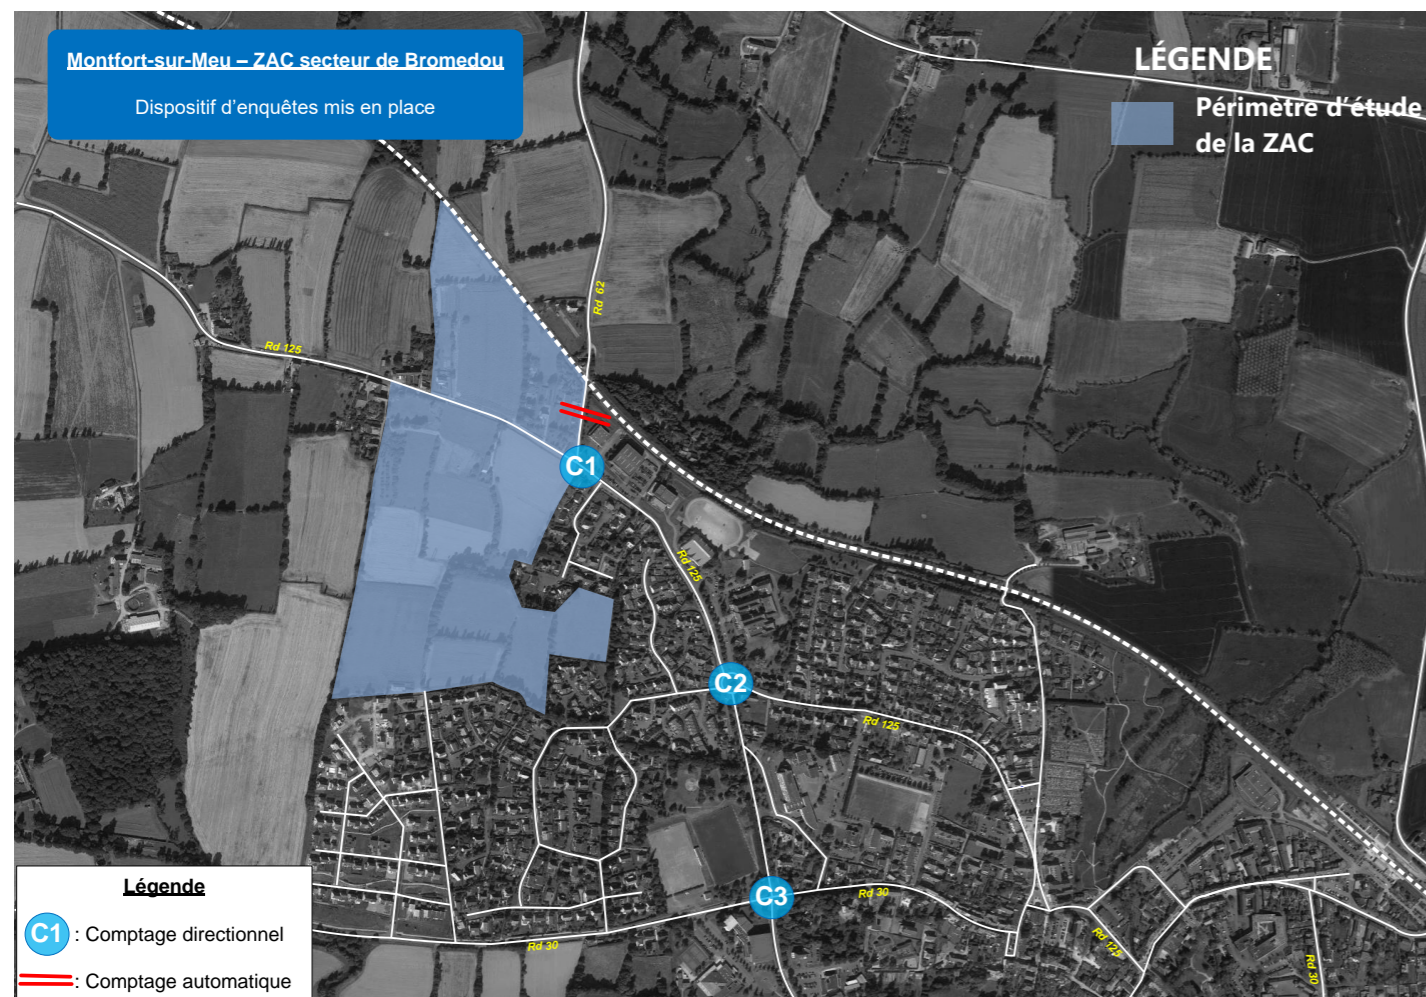 Montfort-sur-Meu – ZAC secteur de Bromedou
Dispositif d'enquêtes mis en place
LÉGENDE
Périmètre d'étude
de la ZAC
Rd 62
Rd 125
C1
Rd 125
C2
Rd 125
C3
Rd 30
Rd 30
Rd 125
Rd 30
Légende
C1 : Comptage directionnel
: Comptage automatique